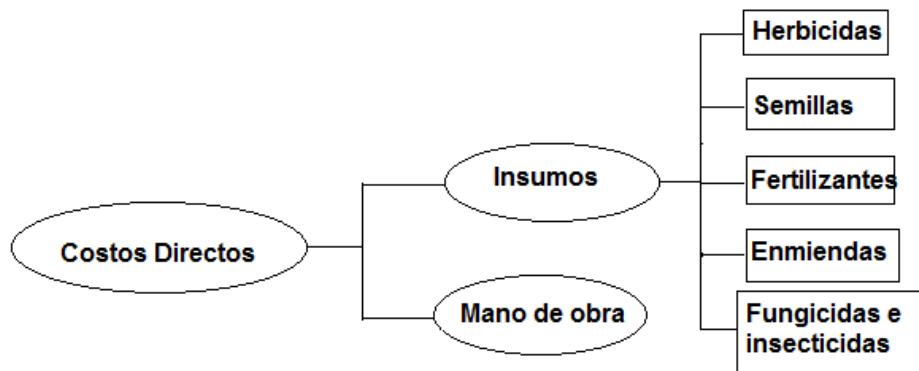 Costos Directos
Insumos
Mano de obra
Herbicidas
Semillas
Fertilizantes
Enmiendas
Fungicidas e
insecticidas